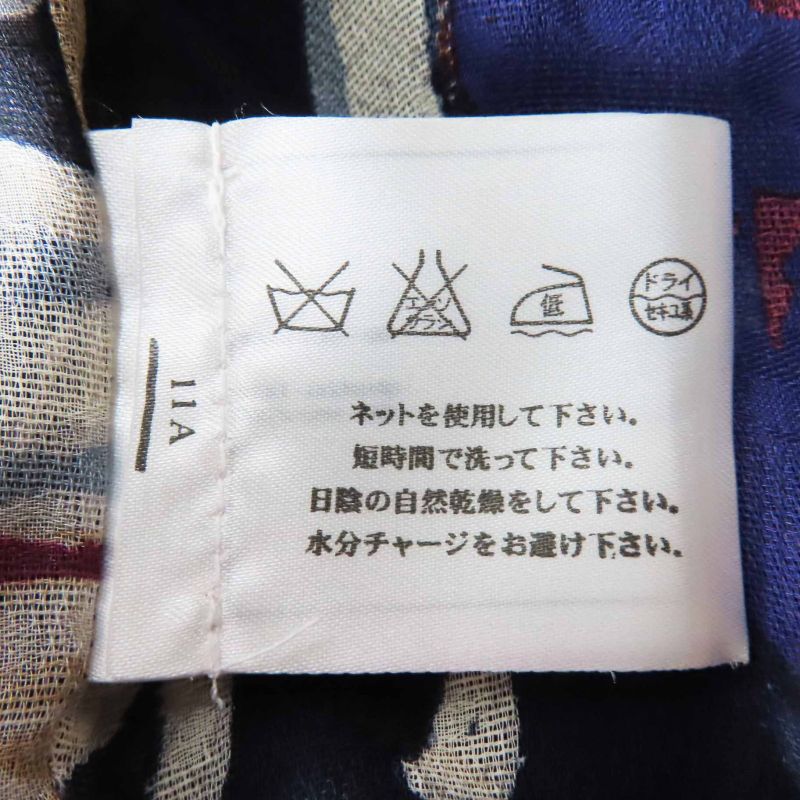 エンソ
サラシ
低
ドライ
セキユ系
ネットを使用して下さい。
短時間で洗って下さい。
日陰の自然乾燥をして下さい。
水分チャージをお避け下さい。
11A